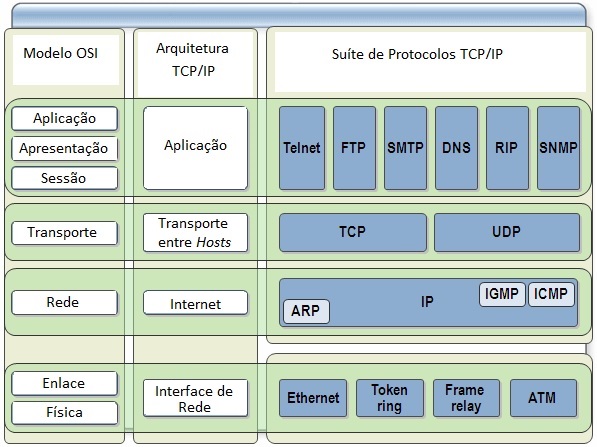 Modelo OSI
Arquitetura
TCP/IP
Suíte de Protocolos TCP/IP
Aplicação
Apresentação
Sessão
Aplicação
Telnet
FTP
SMTP
DNS
RIP
SNMP
Transporte
Transporte
entre Hosts
TCP
UDP
Rede
Internet
ARP
IP
IGMP
ICMP
Enlace
Física
Interface de
Rede
Ethernet
Token
ring
Frame
relay
ATM